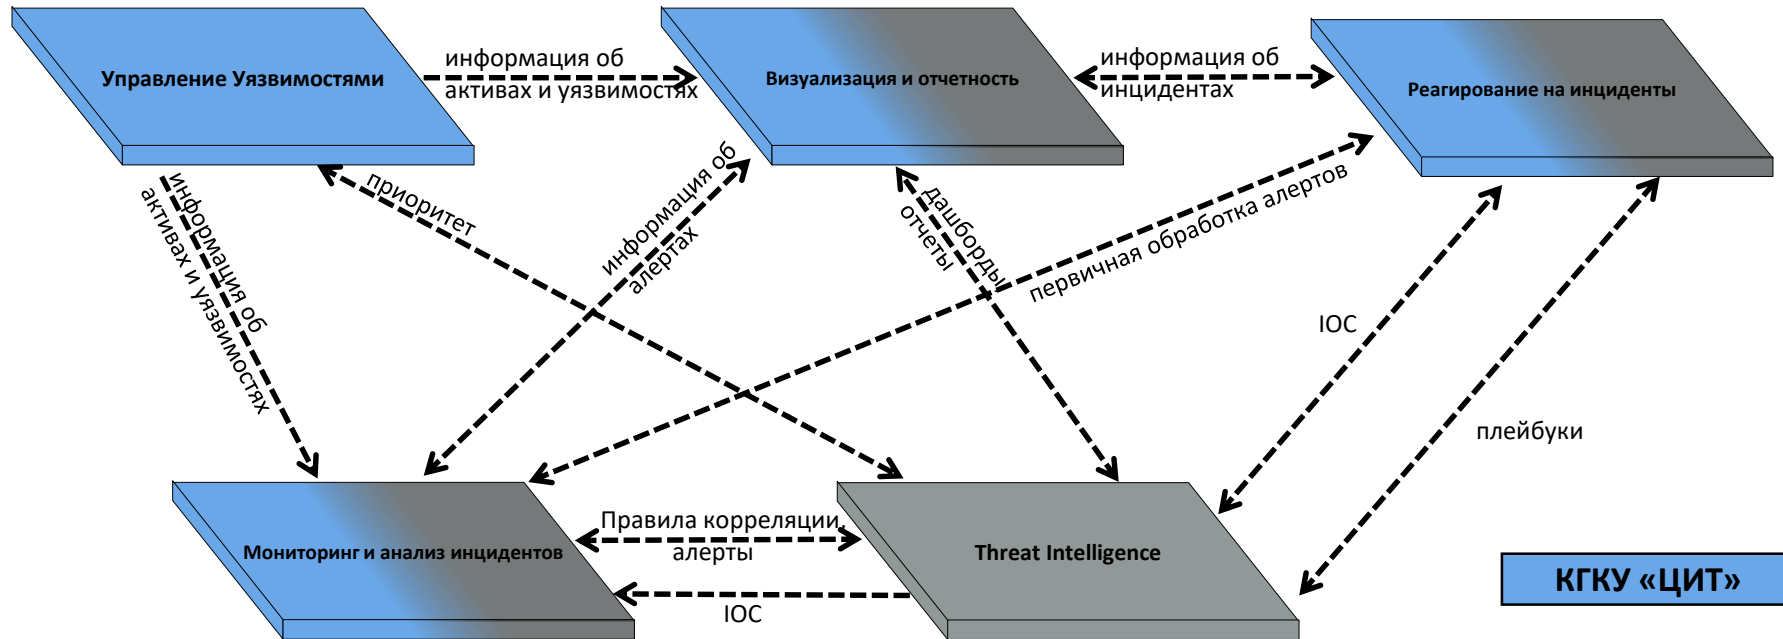 Управление Уязвимостями
информация об
активах и уязвимостях
Визуализация и отчетность
информация об
инцидентах
Реагирование на инциденты
информация об
активах и уязвимостях
приоритет
информация об
алертах
дашборды
отчеты
первичная обработка алертов
IOC
плейбуки
Мониторинг и анализ инцидентов
Правила корреляции,
алерты
IOC
Threat Intelligence
КГКУ «ЦИТ»